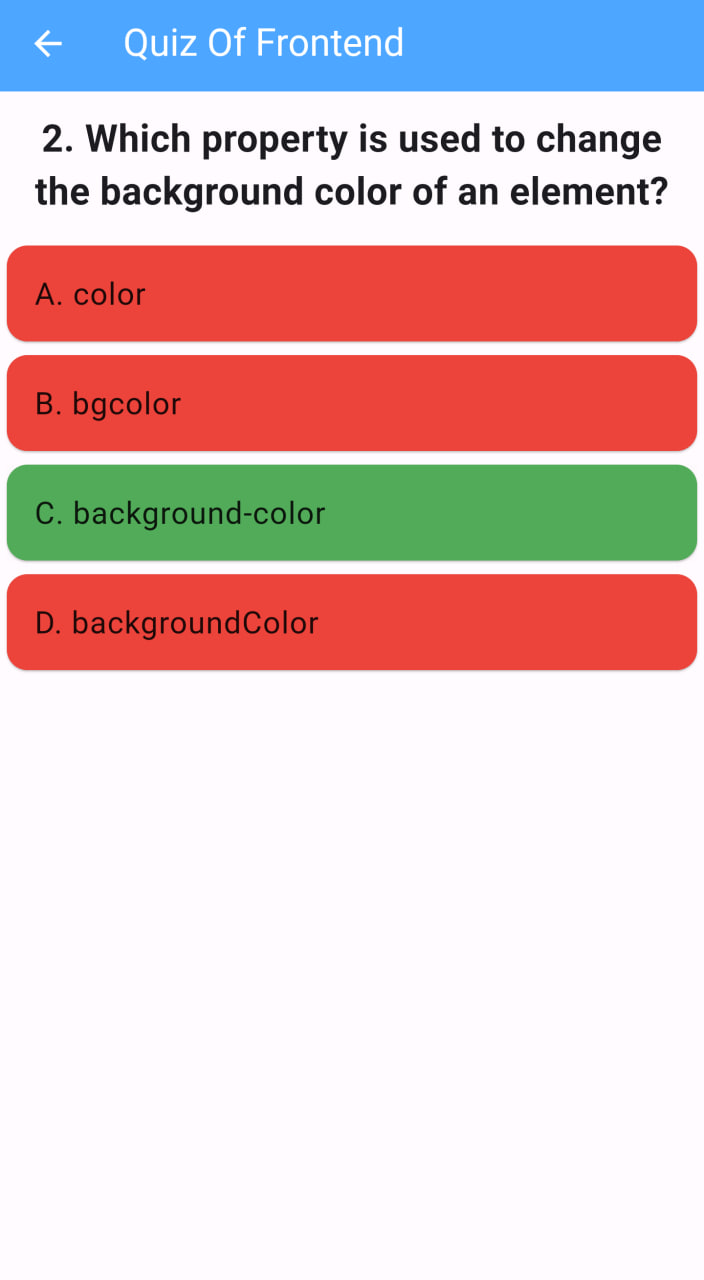 Quiz Of Frontend
2. Which property is used to change
the background color of an element?
A. color
B. bgcolor
C. background-color
D. backgroundColor